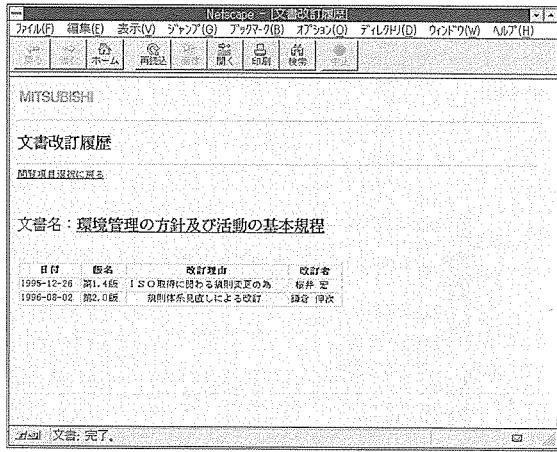 Netscape - [文書改訂履歴]
ファイル(F) 編集(E) 表示(V) ジャンプ(G) ブックマーク(B) オプション(O) ディレクトリ(D) ウィンドウ(W) ヘルプ(H)
戻る ホーム 再読込 開く 印刷 検索
MITSUBISHI
文書改訂履歴
閲覧項目選択に戻る
文書名：環境管理の方針及び活動の基本規程
日付 版名 改訂理由 改訂者
1995-12-26 第1.4版 ISO取得に関わる規則変更の為 桜井 宏
1996-08-02 第2.0版 規則体系見直しによる改訂 鎌倉
文書: 完了。